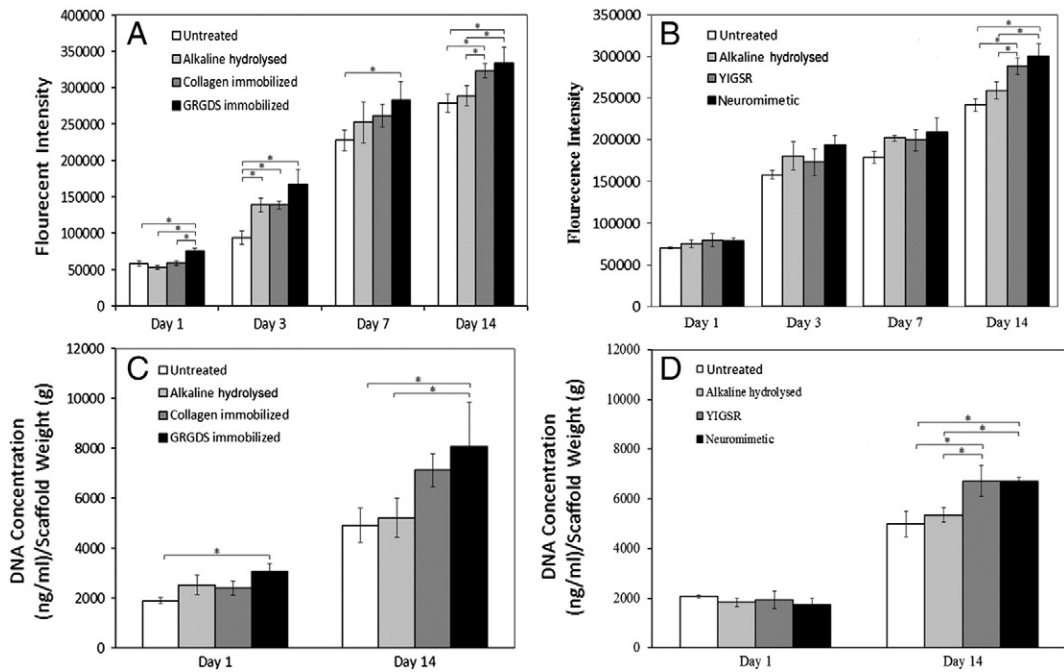 A
Flourecent Intensity
400000
350000
300000
250000
200000
150000
100000
50000
0
Untreated
Alkaline hydrolysed
Collagen immobilized
GRGDS immobilized
* * * * * * * * * * *
Day 1 Day 3 Day 7 Day 14
B
Flourecence Intensity
350000
300000
250000
200000
150000
100000
50000
0
Untreated
Alkaline hydrolysed
YIGSR
Neuromimetic
* * * *
Day 1 Day 3 Day 7 Day 14
C
DNA Concentration
(ng/ml)/Scaffold Weight (g)
12000
10000
8000
6000
4000
2000
0
Untreated
Alkaline hydrolysed
Collagen immobilized
GRGDS immobilized
* * *
Day 1 Day 14
D
DNA Concentration
(ng/ml)/Scaffold Weight (g)
12000
10000
8000
6000
4000
2000
0
Untreated
Alkaline hydrolysed
YIGSR
Neuromimetic
* * * *
Day 1 Day 14